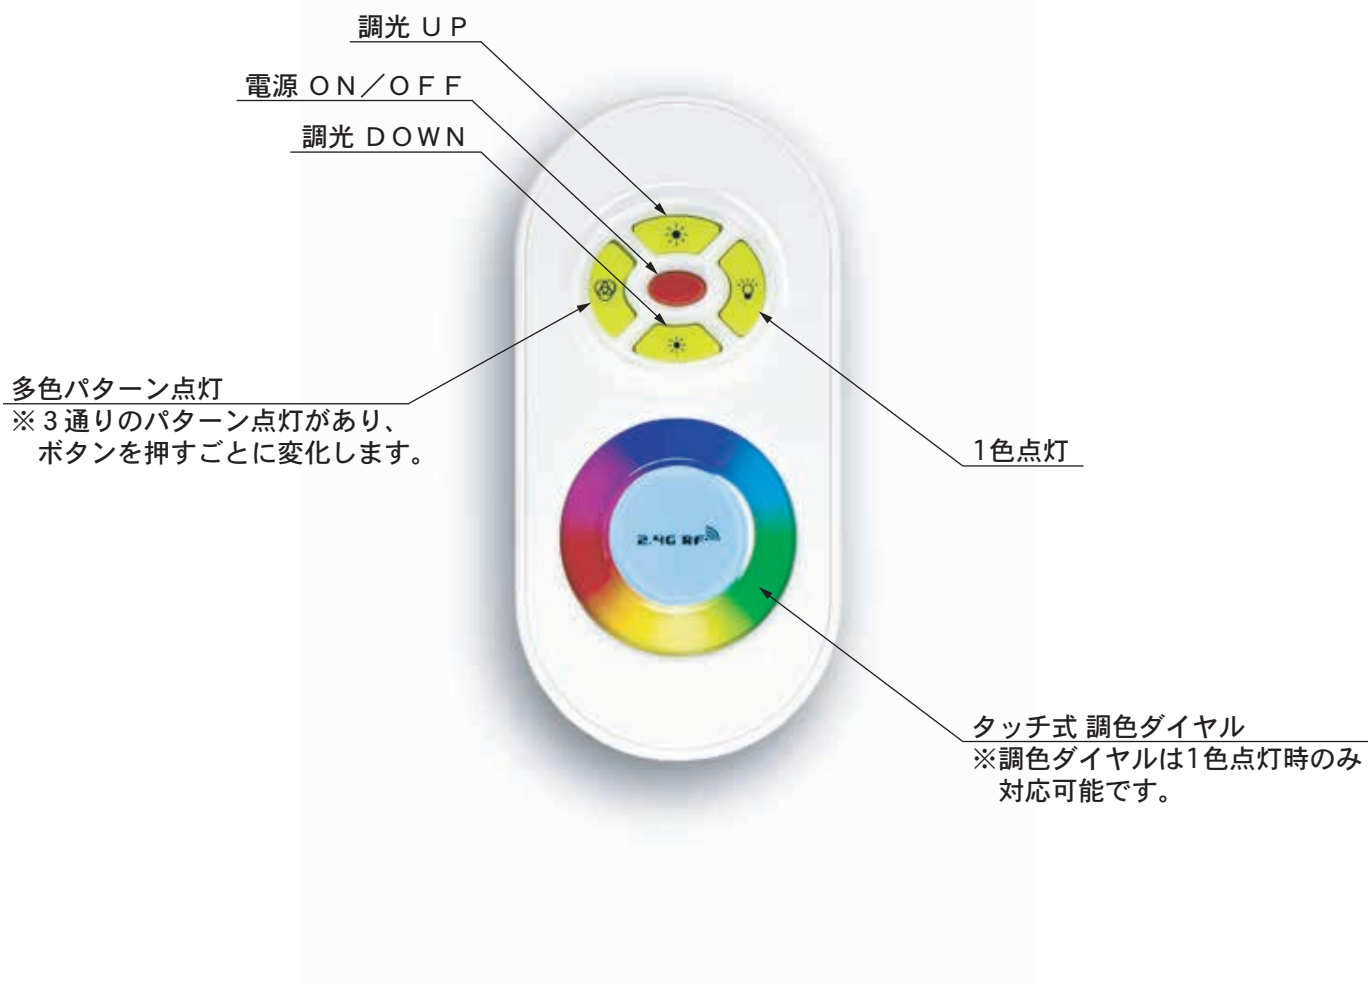 調光 ＵＰ
電源 ＯＮ／ＯＦＦ
調光 ＤＯＷＮ
多色パターン点灯
※３通りのパターン点灯があり、
ボタンを押すごとに変化します。
1色点灯
2.4G RF
タッチ式 調色ダイヤル
※調色ダイヤルは1色点灯時のみ
対応可能です。